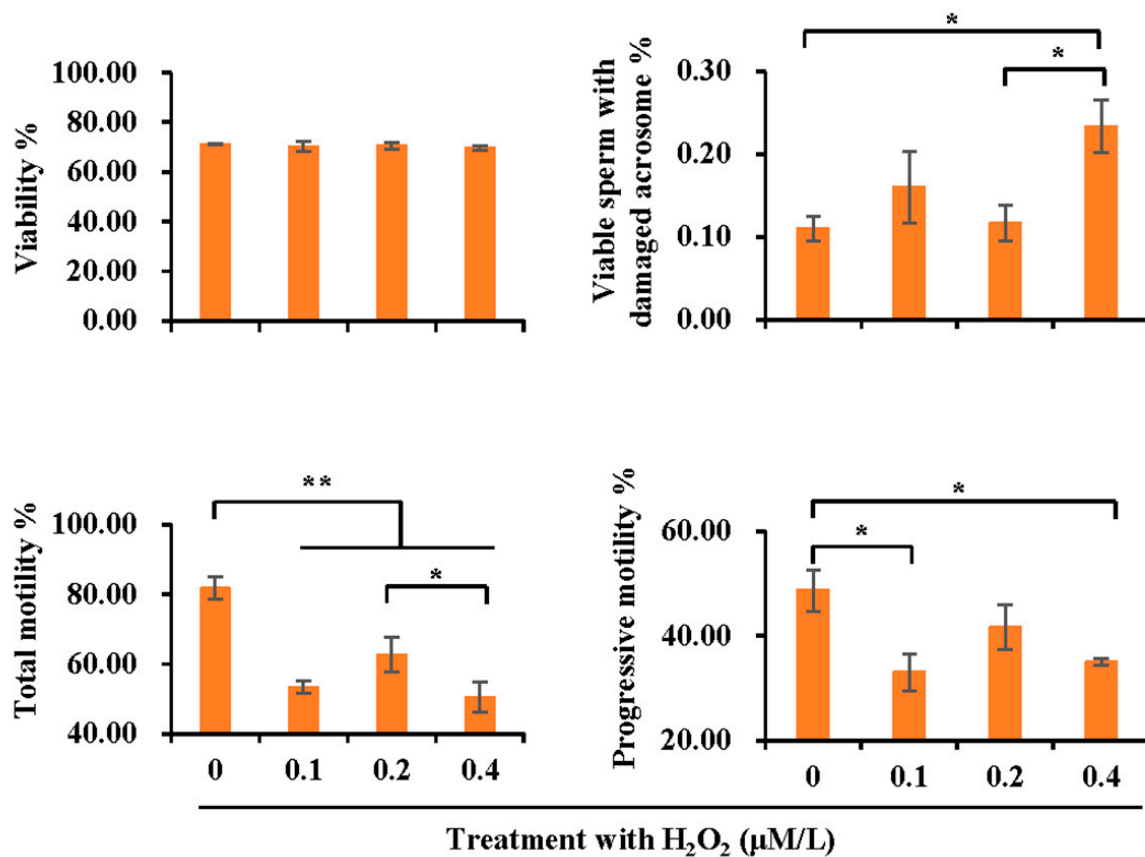 Viability %
100.00
80.00
60.00
40.00
20.00
0.00
Viable sperm with
damaged acrosome %
*
*
0.30
0.20
0.10
0.00
Total motility %
**
*
100.00
80.00
60.00
40.00
0 0.1 0.2 0.4
Progressive motility %
*
*
60.00
40.00
20.00
0 0.1 0.2 0.4
Treatment with H₂O₂ (μM/L)